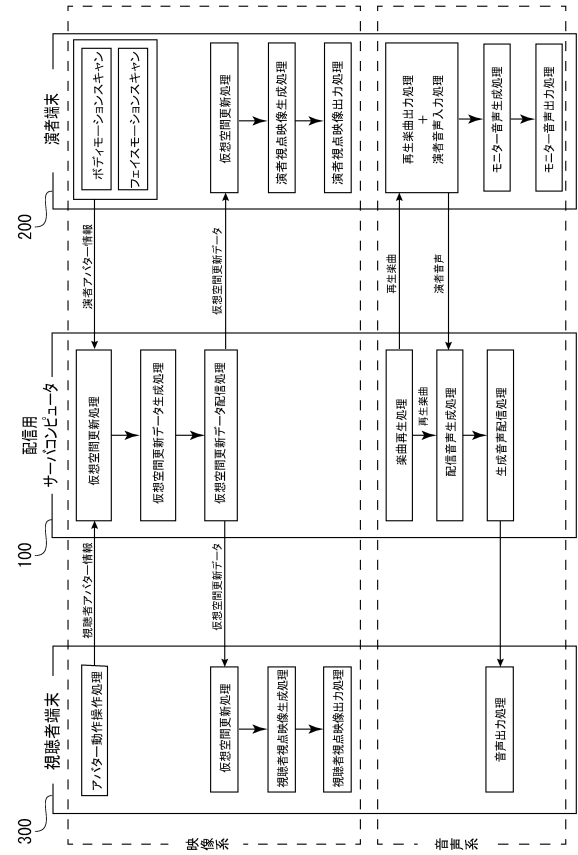 視聴者端末
300
アバター動作操作処理
仮想空間更新処理
視聴者視点映像生成処理
視聴者視点映像出力処理
音声出力処理
視聴者アバター情報
仮想空間更新データ
配信用
サーバコンピュータ
100
仮想空間更新処理
仮想空間更新データ生成処理
仮想空間更新データ配信処理
楽曲再生処理
再生楽曲
配信音声生成処理
生成音声配信処理
演者アバター情報
仮想空間更新データ
再生楽曲
演者音声
演者端末
200
ボディモーションスキャン
フェイスモーションスキャン
仮想空間更新処理
演者視点映像生成処理
演者視点映像出力処理
再生楽曲出力処理
+
演者音声入力処理
モニター音声生成処理
モニター音声出力処理
映像系
音声系